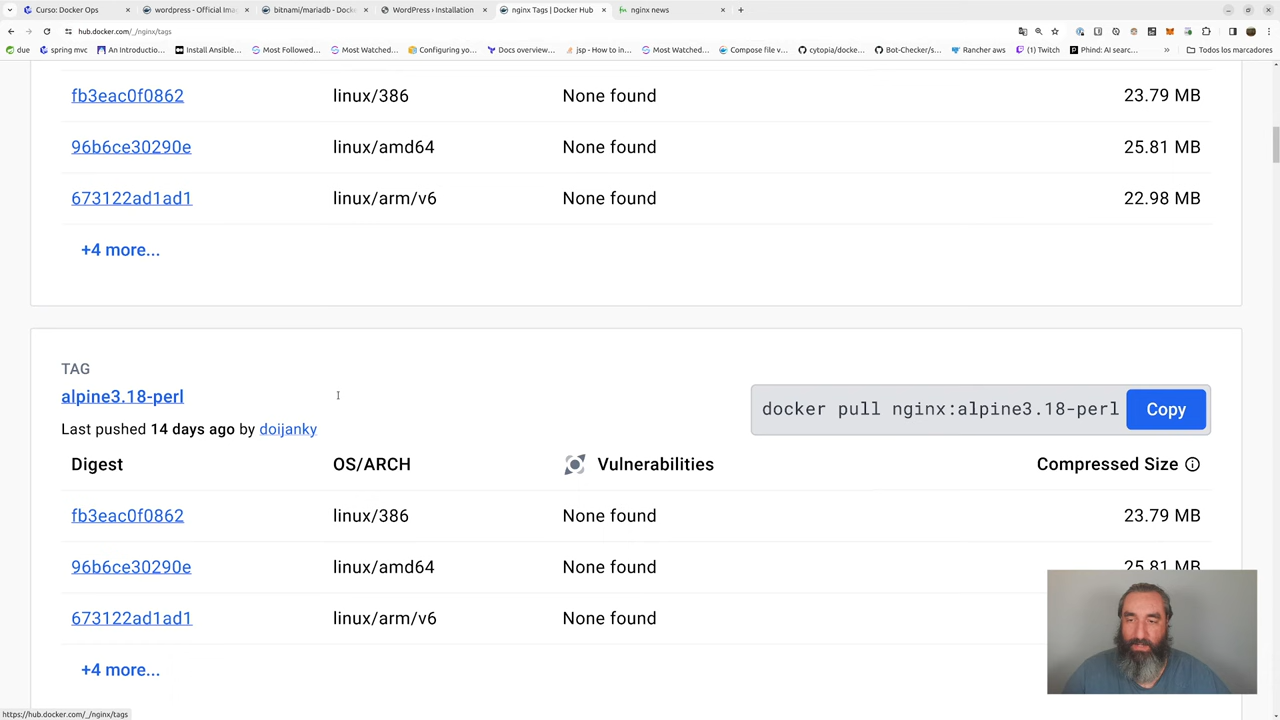 Curso: Docker Ops
wordpress - Official Ima
bitnami/mariadb - Docke
WordPress › Installation
nginx Tags | Docker Hub
nginx news
hub.docker.com/_/nginx/tags
due
spring mvc
An Introductio...
Install Ansible...
Most Followed...
Most Watched...
Configuring yo...
Docs overview...
jsp - How to in...
Most Watched...
Compose file v...
cytopia/docke...
Bot-Checker/s...
Rancher aws
(1) Twitch
Phind: AI searc...
Todos los marcadores
fb3eac0f0862 linux/386 None found 23.79 MB
96b6ce30290e linux/amd64 None found 25.81 MB
673122ad1ad1 linux/arm/v6 None found 22.98 MB
+4 more...
TAG
alpine3.18-perl
docker pull nginx:alpine3.18-perl Copy
Last pushed 14 days ago by doijanky
Digest OS/ARCH Vulnerabilities Compressed Size
fb3eac0f0862 linux/386 None found 23.79 MB
96b6ce30290e linux/amd64 None found 25.81 MB
673122ad1ad1 linux/arm/v6 None found
+4 more...
https://hub.docker.com/_/nginx/tags